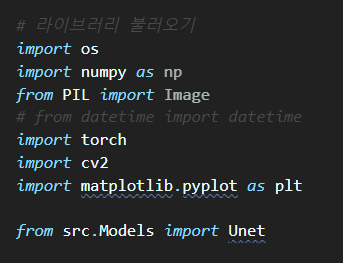 # 라이브러리 불러오기
import os
import numpy as np
from PIL import Image
# from datetime import datetime
import torch
import cv2
import matplotlib.pyplot as plt
from src.Models import Unet